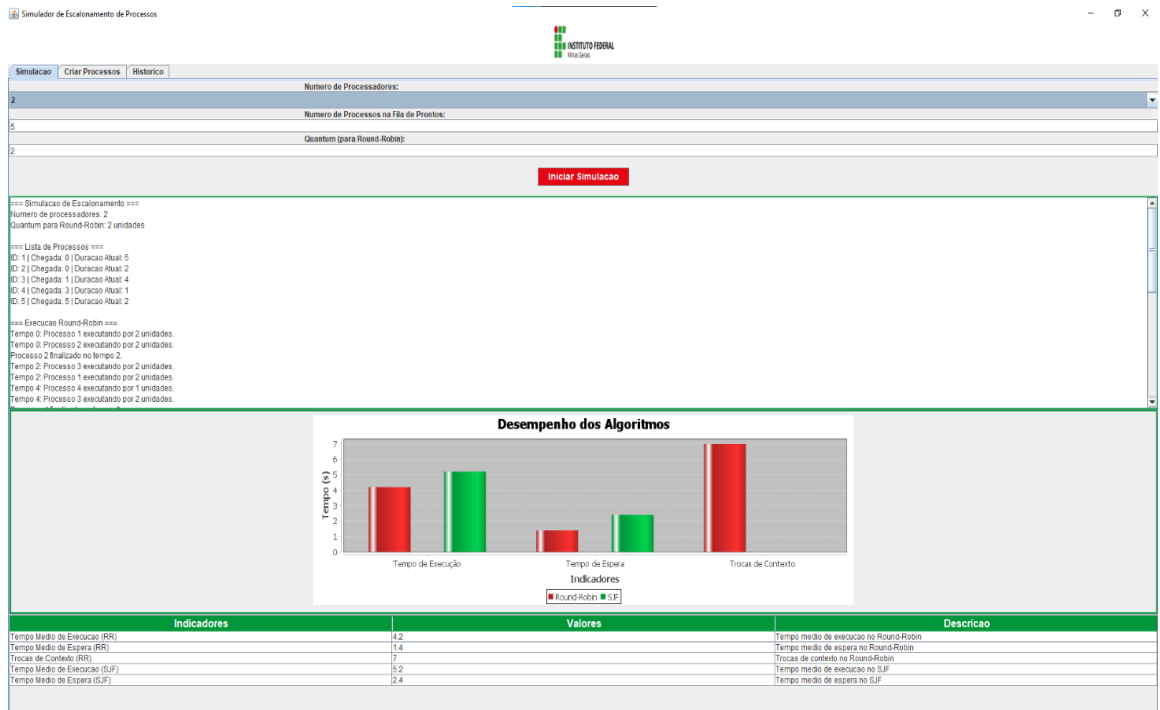 Simulador de Escalonamento de Processos
INSTITUTO FEDERAL
Minas Gerais
Simulacao Criar Processos Historico
Numero de Processadores:
2
Numero de Processos na Fila de Prontos:
5
Quantum (para Round-Robin):
2
Iniciar Simulacao
=== Simulacao de Escalonamento ===
Numero de processadores: 2
Quantum para Round-Robin: 2 unidades
=== Lista de Processos ===
ID: 1 | Chegada: 0 | Duracao Atual: 5
ID: 2 | Chegada: 0 | Duracao Atual: 2
ID: 3 | Chegada: 1 | Duracao Atual: 4
ID: 4 | Chegada: 3 | Duracao Atual: 1
ID: 5 | Chegada: 5 | Duracao Atual: 2
=== Execucao Round-Robin ===
Tempo 0: Processo 1 executando por 2 unidades.
Tempo 0: Processo 2 executando por 2 unidades.
Processo 2 finalizado no tempo 2.
Tempo 2: Processo 3 executando por 2 unidades.
Tempo 2: Processo 1 executando por 2 unidades.
Tempo 4: Processo 4 executando por 1 unidades.
Tempo 4: Processo 3 executando por 2 unidades.
Desempenho dos Algoritmos
Tempo (s)
7
6
5
4
3
2
1
0
Tempo de Execução Tempo de Espera Trocas de Contexto
Indicadores
Round-Robin SJF
Indicadores Valores Descricao
Tempo Medio de Execucao (RR) 4.2 Tempo medio de execucao no Round-Robin
Tempo Medio de Espera (RR) 1.4 Tempo medio de espera no Round-Robin
Trocas de Contexto (RR) 7 Trocas de contexto no Round-Robin
Tempo Medio de Execucao (SJF) 5.2 Tempo medio de execucao no SJF
Tempo Medio de Espera (SJF) 2.4 Tempo medio de espera no SJF